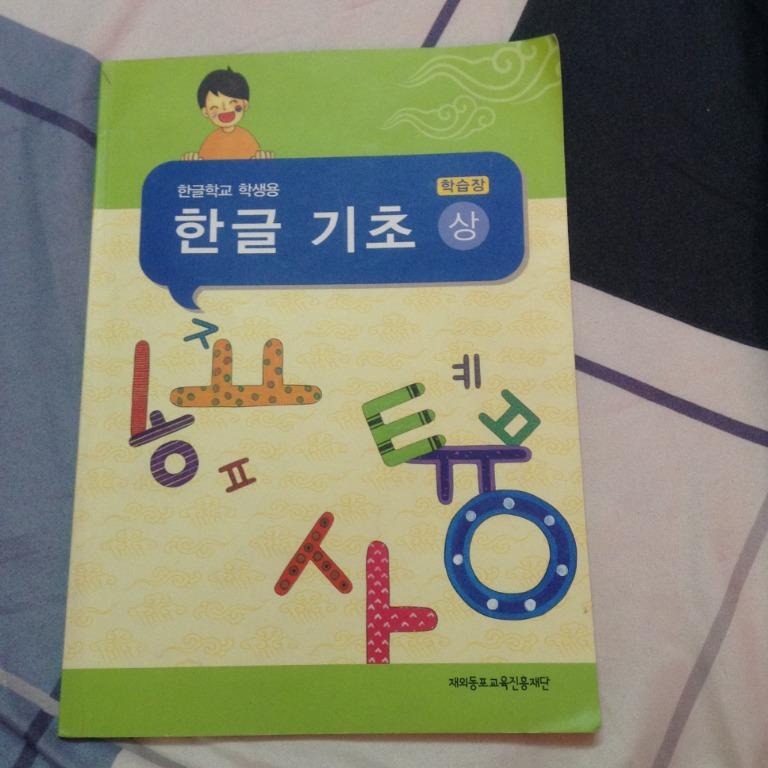 한글학교 학생용
학습장
한글 기초 상
ㅈ
ㅏ ㅛ
ㅎ
ㅍ
ㅖ
ㅌ ㅍ
ㅠ
ㅅ ㅏ ㅇ
재외동포교육진흥재단